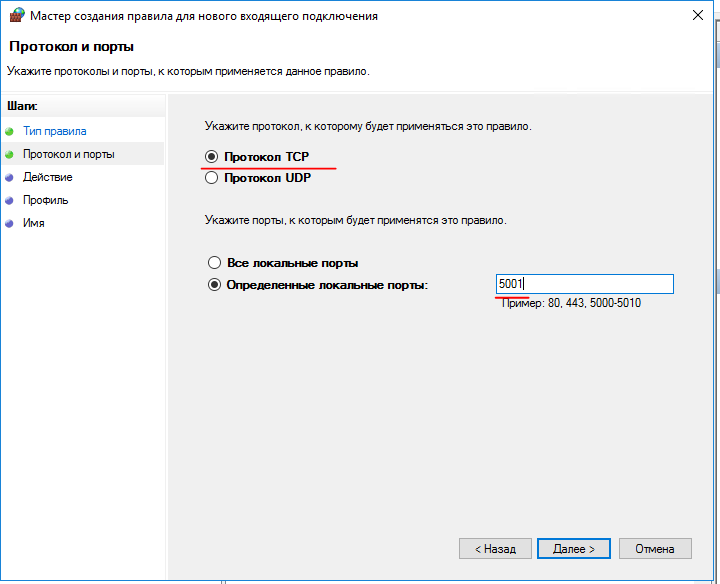 Мастер создания правила для нового входящего подключения
Протокол и порты
Укажите протоколы и порты, к которым применяется данное правило.
Шаги:
Тип правила
Протокол и порты
Действие
Профиль
Имя
Укажите протокол, к которому будет применяться это правило.
Протокол TCP
Протокол UDP
Укажите порты, к которым будет применятся это правило.
Все локальные порты
Определенные локальные порты:
5001
Пример: 80, 443, 5000-5010
< Назад
Далее >
Отмена